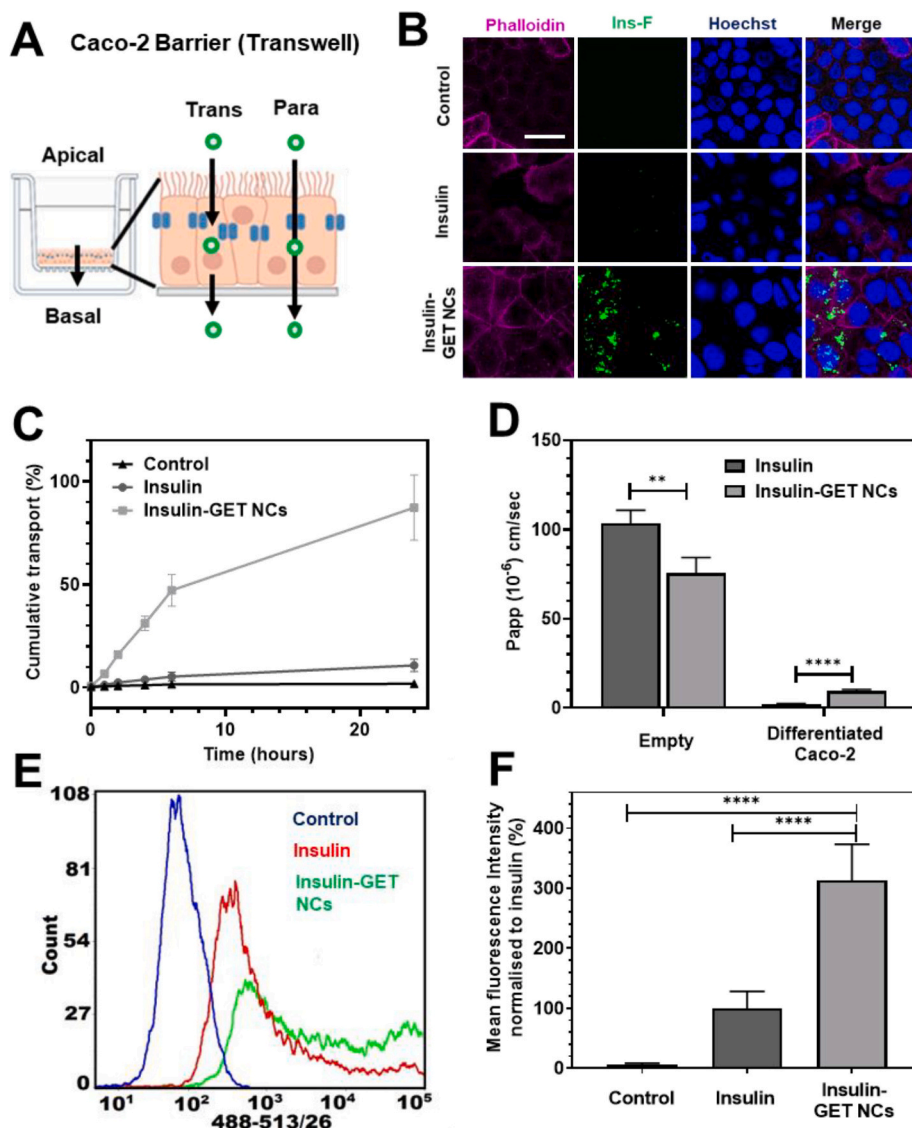 A
Caco-2 Barrier (Transwell)
Trans
Para
Apical
Basal
B
Phalloidin
Ins-F
Hoechst
Merge
Control
Insulin
Insulin-
GET NCs
C
Cumulative transport (%)
100
50
0
Control
Insulin
Insulin-GET NCs
0
10
20
Time (hours)
D
Papp (10⁻⁶) cm/sec
150
100
50
0
**
****
Insulin
Insulin-GET NCs
Empty
Differentiated
Caco-2
E
Count
108
81
54
27
0
Control
Insulin
Insulin-GET
NCs
10¹
10²
10³
10⁴
10⁵
488-513/26
F
Mean fluorescence Intensity
normalised to insulin (%)
400
300
200
100
0
****
****
Control
Insulin
Insulin-
GET NCs